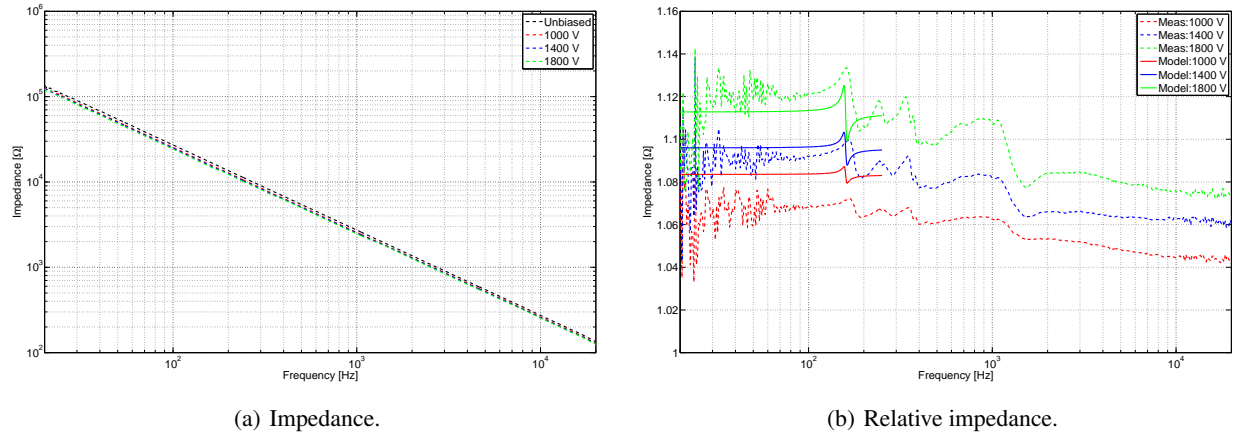 10^6
10^5
10^4
10^3
10^2
Impedance [Ω]
10^2
10^3
10^4
Frequency [Hz]
Unbiased
1000 V
1400 V
1800 V
(a) Impedance.
1.16
1.14
1.12
1.1
1.08
1.06
1.04
1.02
1
Impedance [Ω]
10^2
10^3
10^4
Frequency [Hz]
Meas:1000 V
Meas:1400 V
Meas:1800 V
Model:1000 V
Model:1400 V
Model:1800 V
(b) Relative impedance.